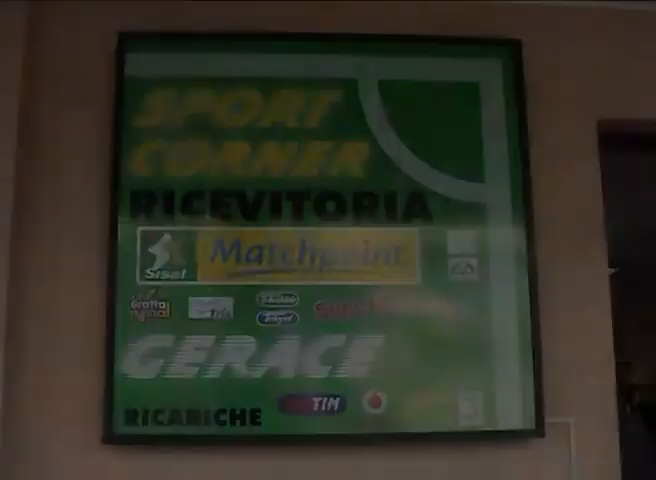 SPORT
CORNER
RICEVITORIA
Sisal Matchpoint
Gratta e Vinci
GERACE
RICARICHE TIM